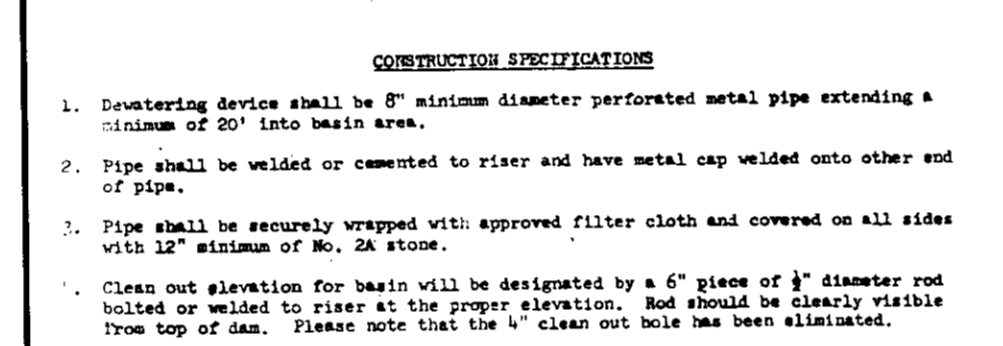 CONSTRUCTION SPECIFICATIONS
1. Dewatering device shall be 8" minimum diameter perforated metal pipe extending a
minimum of 20' into basin area.
2. Pipe shall be welded or cemented to riser and have metal cap welded onto other end
of pipe.
3. Pipe shall be securely wrapped with approved filter cloth and covered on all sides
with 12" minimum of No. 2A stone.
Clean out elevation for basin will be designated by a 6" piece of ½" diameter rod
bolted or welded to riser at the proper elevation. Rod should be clearly visible
from top of dam. Please note that the 4" clean out hole has been eliminated.